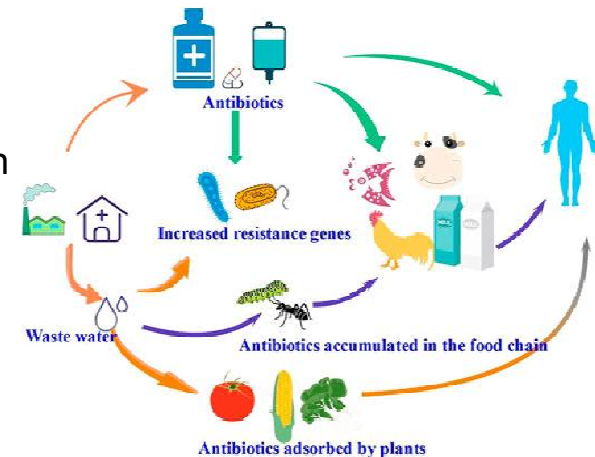 Antibiotics
n
Increased resistance genes
Waste water
Antibiotics accumulated in the food chain
Antibiotics adsorbed by plants